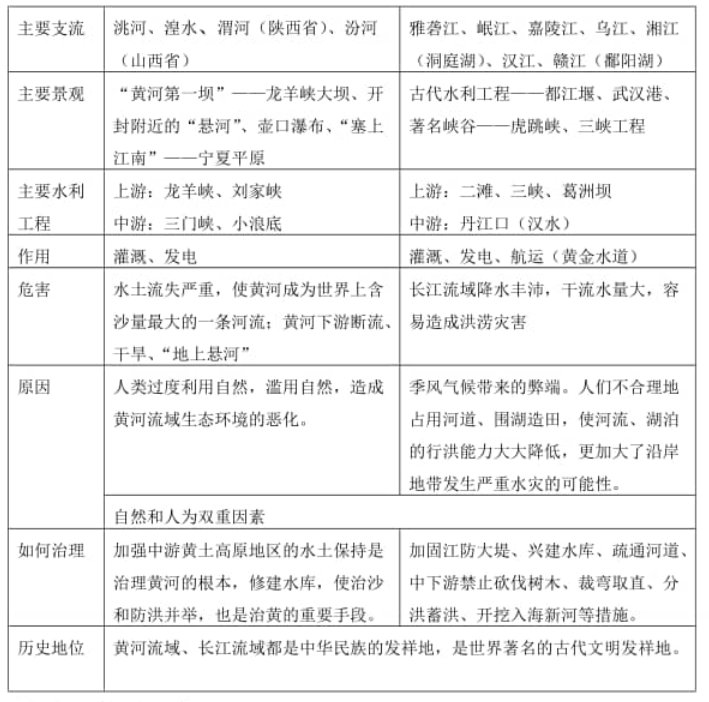 主要支流
洮河、湟水、渭河（陕西省）、汾河
（山西省）
雅砻江、岷江、嘉陵江、乌江、湘江
（洞庭湖）、汉江、赣江（鄱阳湖）
主要景观
“黄河第一坝”——龙羊峡大坝、开
封附近的“悬河”、壶口瀑布、“塞上
江南”——宁夏平原
古代水利工程——都江堰、武汉港、
著名峡谷——虎跳峡、三峡工程
主要水利
工程
上游：龙羊峡、刘家峡
中游：三门峡、小浪底
上游：二滩、三峡、葛洲坝
中游：丹江口（汉水）
作用
灌溉、发电
灌溉、发电、航运（黄金水道）
危害
水土流失严重，使黄河成为世界上含
沙量最大的一条河流；黄河下游断流、
干旱、“地上悬河”
长江流域降水丰沛，干流水量大，容
易造成洪涝灾害
原因
人类过度利用自然，滥用自然，造成
黄河流域生态环境的恶化。
季风气候带来的弊端。人们不合理地
占用河道、围湖造田，使河流、湖泊
的行洪能力大大降低，更加大了沿岸
地带发生严重水灾的可能性。
自然和人为双重因素
如何治理
加强中游黄土高原地区的水土保持是
治理黄河的根本，修建水库，使治沙
和防洪并举，也是治黄的重要手段。
加固江防大堤、兴建水库、疏通河道、
中下游禁止砍伐树木、裁弯取直、分
洪蓄洪、开挖入海新河等措施。
历史地位
黄河流域、长江流域都是中华民族的发祥地，是世界著名的古代文明发祥地。